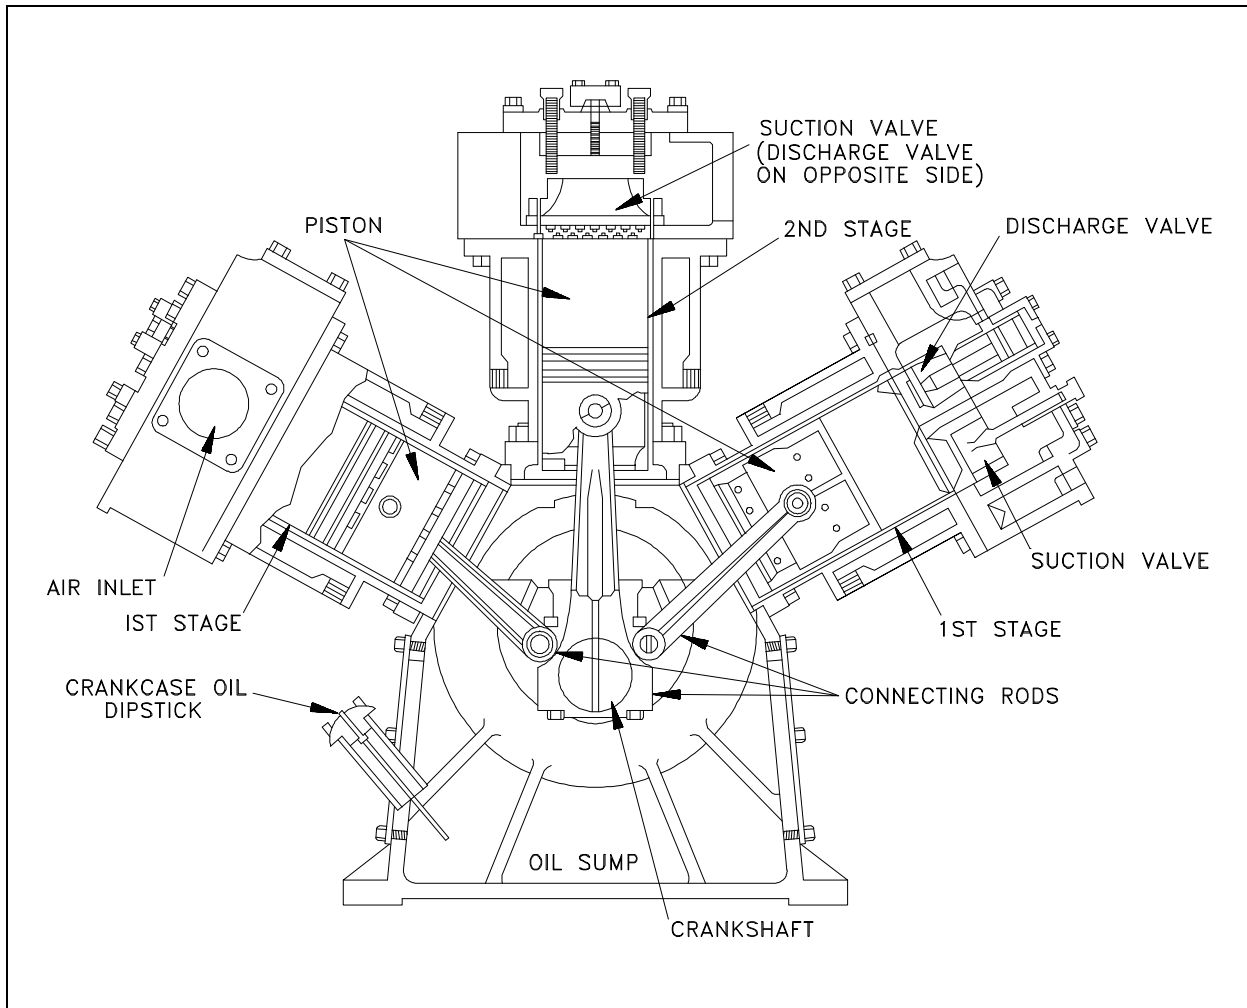 SUCTION VALVE
(DISCHARGE VALVE
ON OPPOSITE SIDE)
PISTON
2ND STAGE
DISCHARGE VALVE
AIR INLET
IST STAGE
SUCTION VALVE
1ST STAGE
CRANKCASE OIL
DIPSTICK
CONNECTING RODS
OIL SUMP
CRANKSHAFT